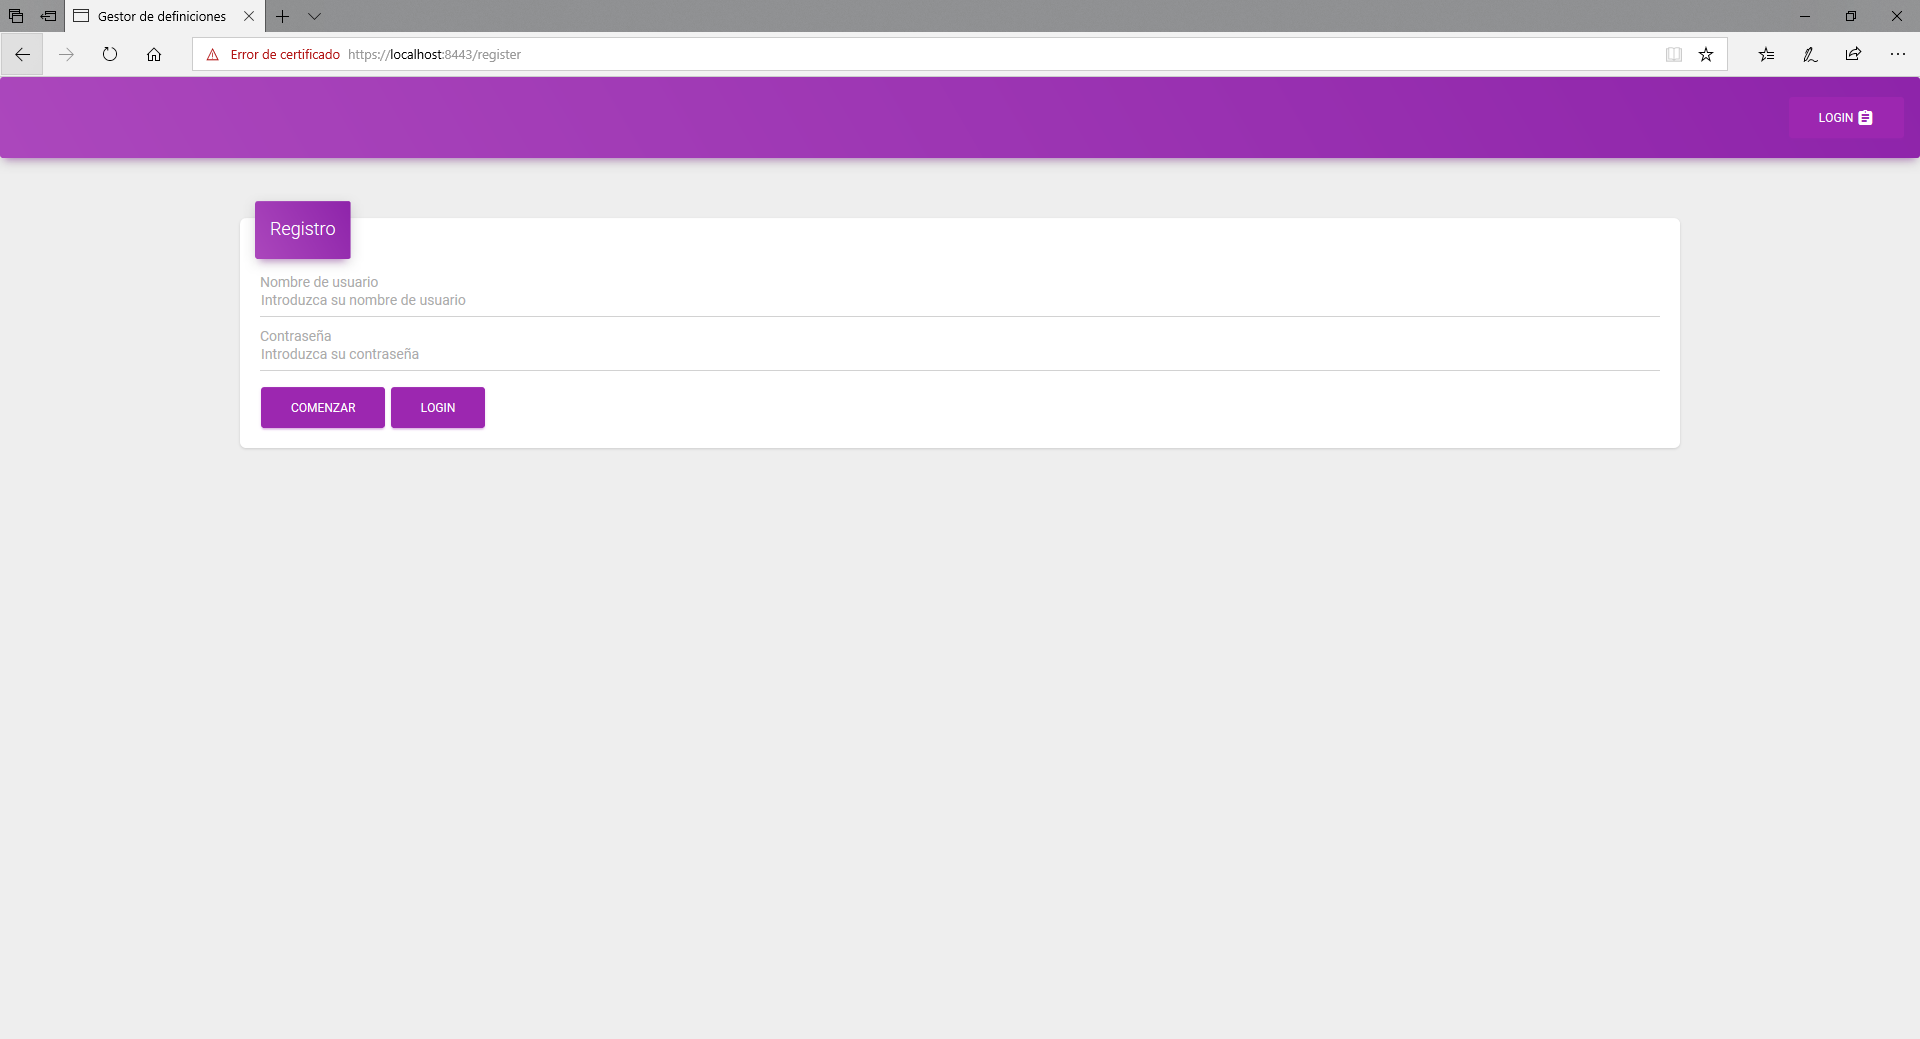 Gestor de definiciones
Error de certificado https://localhost:8443/register
LOGIN
Registro
Nombre de usuario
Introduzca su nombre de usuario
Contraseña
Introduzca su contraseña
COMENZAR LOGIN